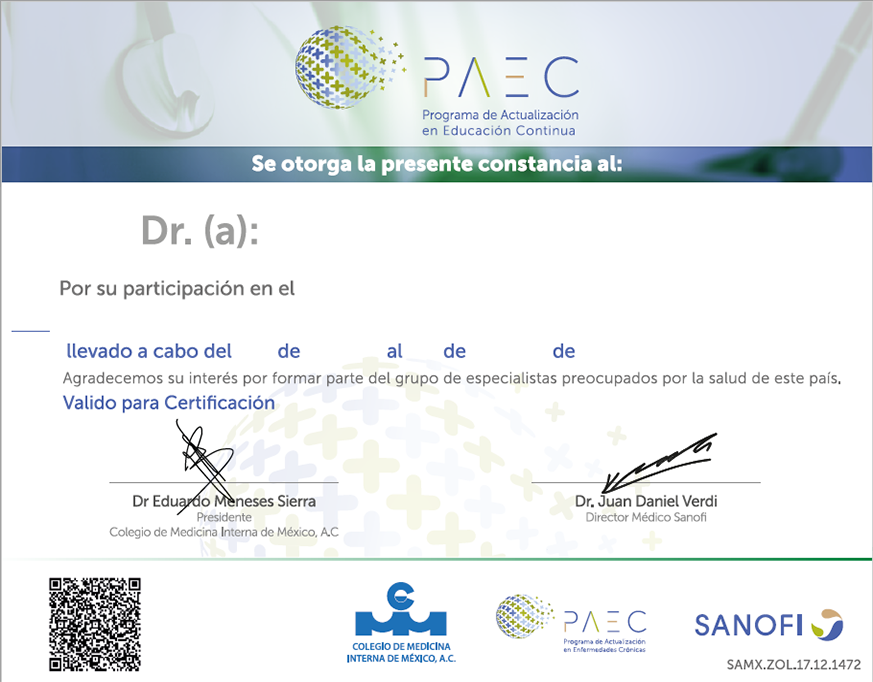 PAEC
Programa de Actualización
en Educación Continua
Se otorga la presente constancia al:
Dr. (a):
Por su participación en el
llevado a cabo del de al de de
Agradecemos su interés por formar parte del grupo de especialistas preocupados por la salud de este país.
Valido para Certificación
Dr Eduardo Meneses Sierra
Presidente
Colegio de Medicina Interna de México, A.C
Dr. Juan Daniel Verdi
Director Médico Sanofi
COLEGIO DE MEDICINA
INTERNA DE MÉXICO, A.C.
PAEC
Programa de Actualización
en Enfermedades Crónicas
SANOFI
SAMX.ZOL.17.12.1472